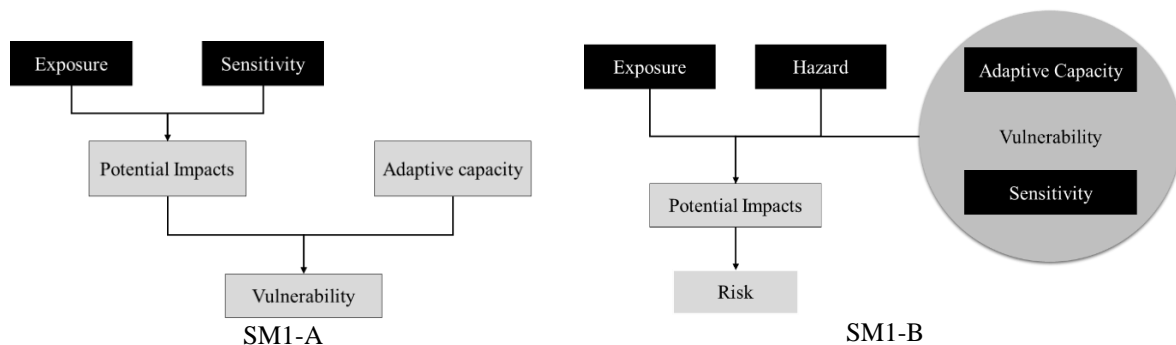 Exposure
Sensitivity
Potential Impacts
Adaptive capacity
Vulnerability
SM1-A
Exposure
Hazard
Adaptive Capacity
Vulnerability
Sensitivity
Potential Impacts
Risk
SM1-B